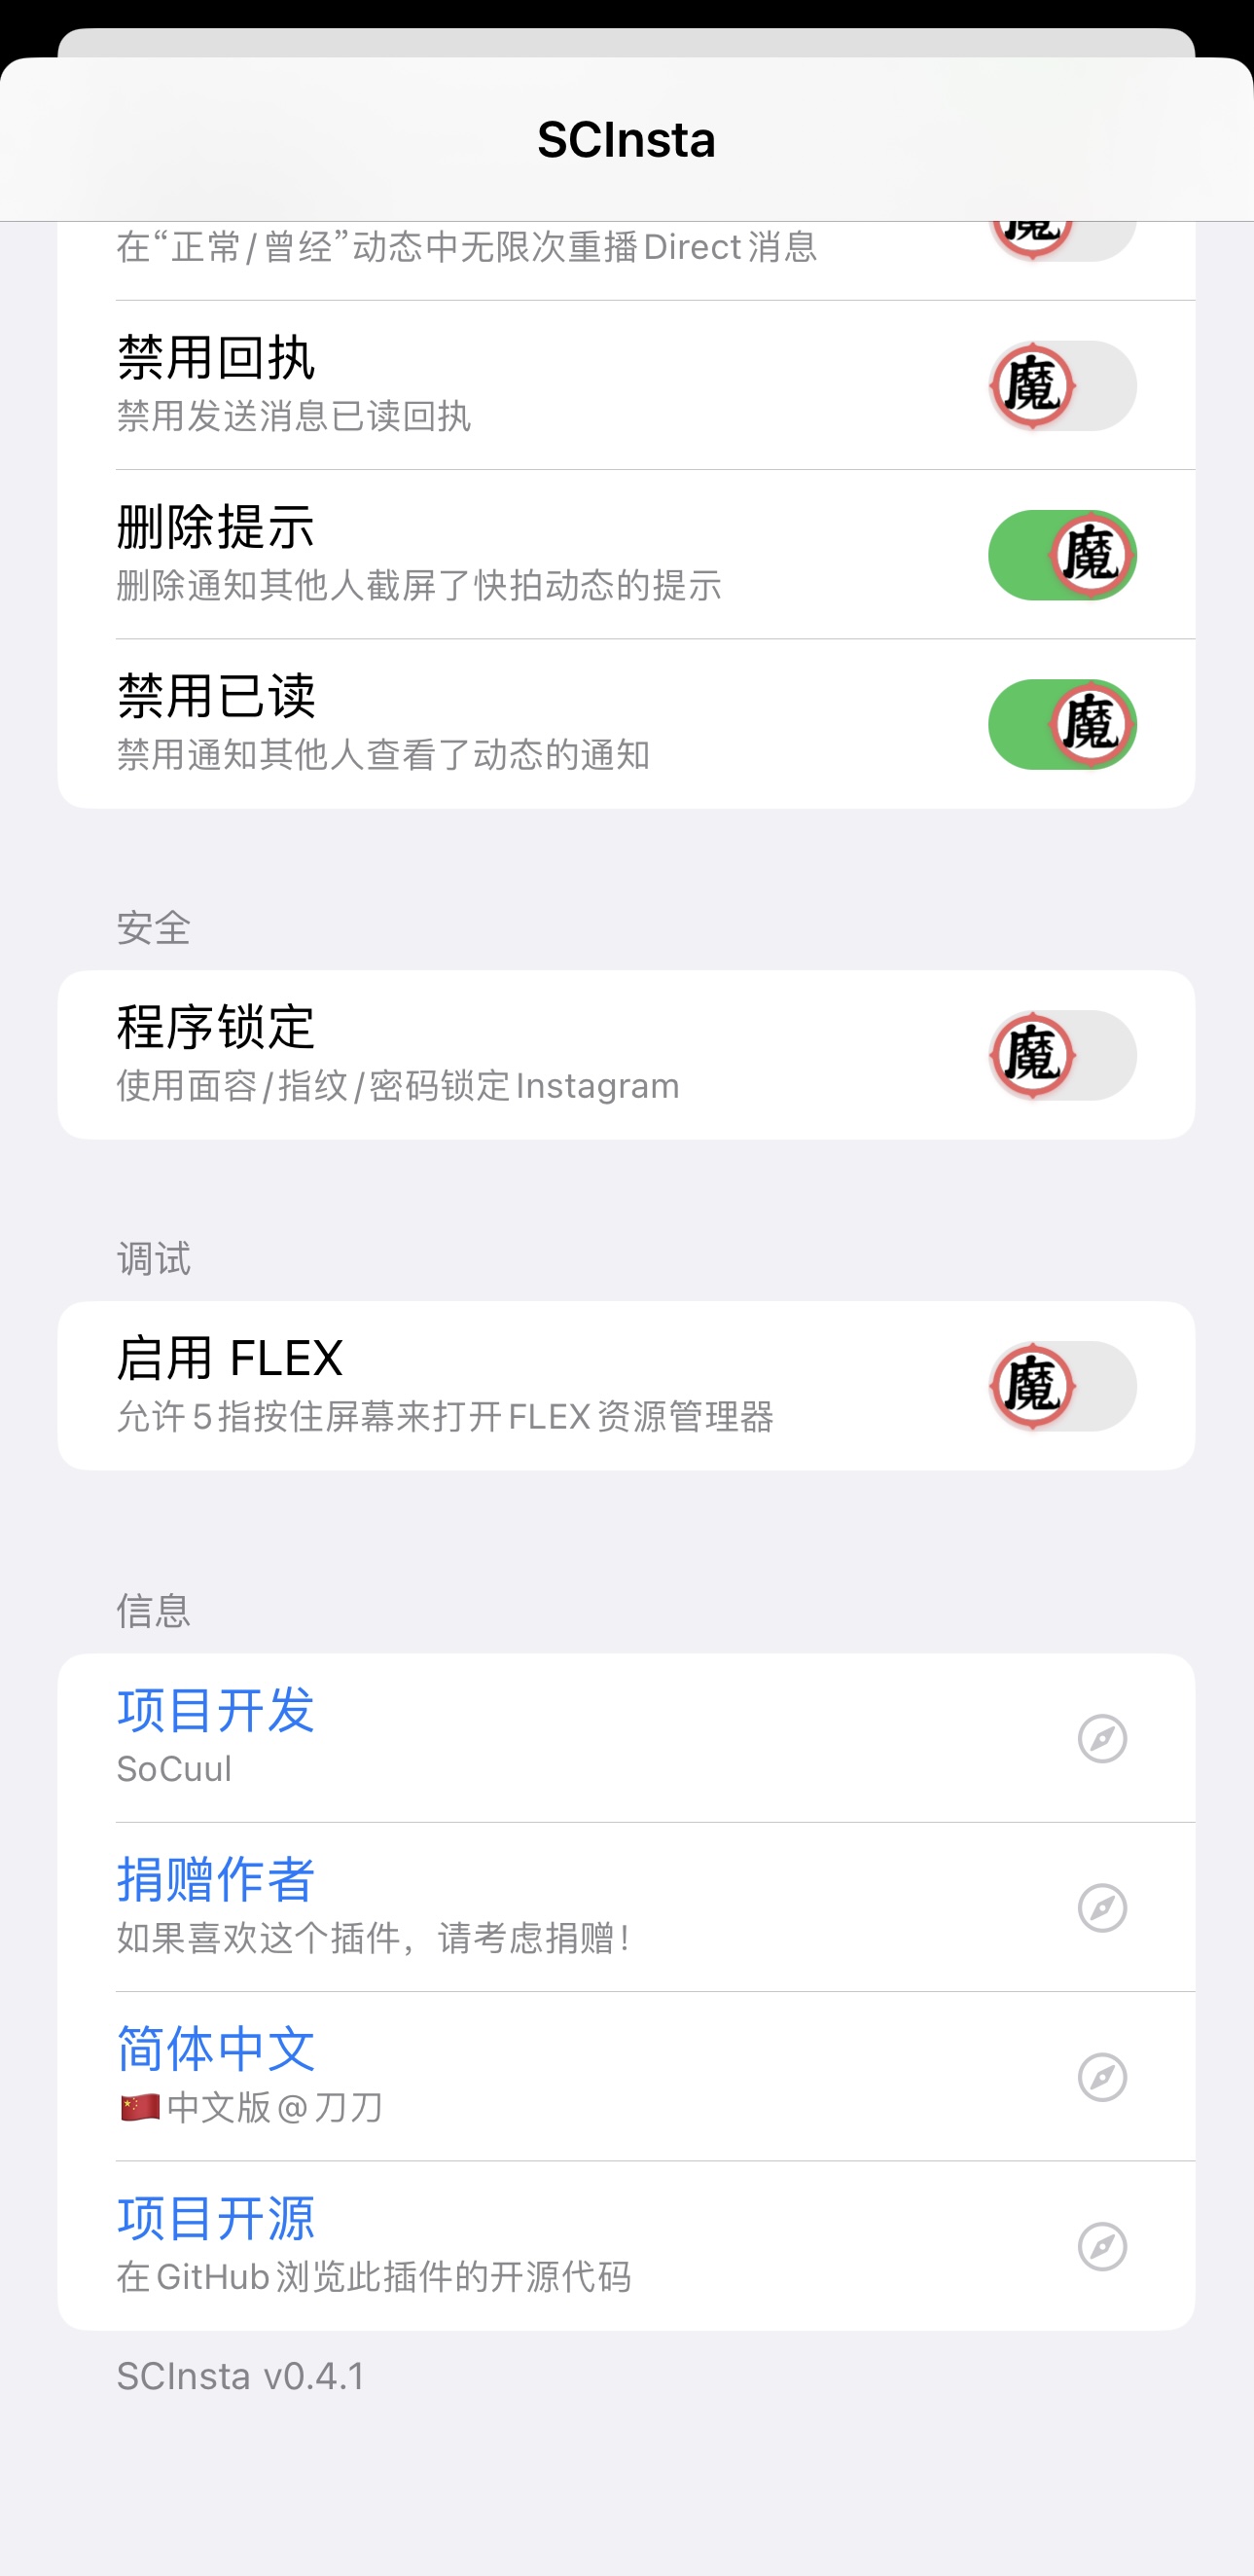 SCInsta
在“正常/曾经”动态中无限次重播Direct消息
魔
禁用回执
禁用发送消息已读回执
魔
删除提示
删除通知其他人截屏了快拍动态的提示
魔
禁用已读
禁用通知其他人查看了动态的通知
魔
安全
程序锁定
使用面容/指纹/密码锁定Instagram
魔
调试
启用 FLEX
允许5指按住屏幕来打开FLEX资源管理器
魔
信息
项目开发
SoCuul
捐赠作者
如果喜欢这个插件，请考虑捐赠！
简体中文
🇨🇳中文版@刀刀
项目开源
在GitHub浏览此插件的开源代码
SCInsta v0.4.1